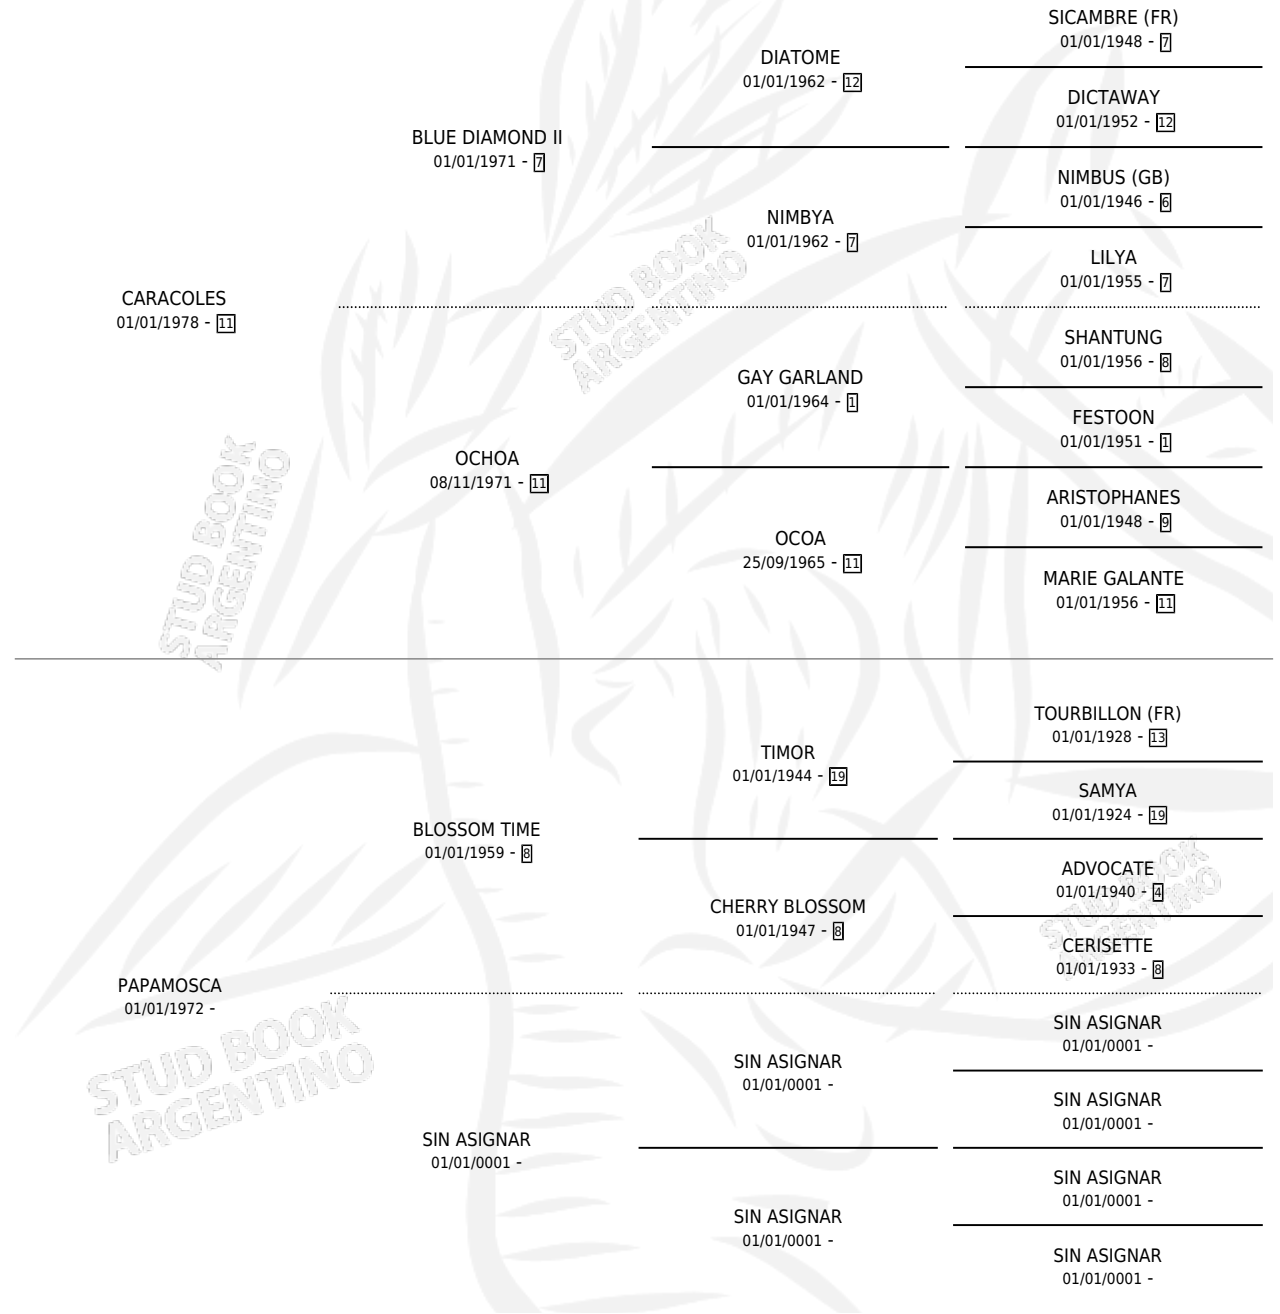 SICAMBRE (FR)
01/01/1948 - 7
DIATOME
01/01/1962 - 12
DICTAWAY
01/01/1952 - 12
BLUE DIAMOND II
01/01/1971 - 7
NIMBUS (GB)
01/01/1946 - 6
NIMBYA
01/01/1962 - 7
LILYA
01/01/1955 - 7
CARACOLES
01/01/1978 - 11
SHANTUNG
01/01/1956 - 8
GAY GARLAND
01/01/1964 - 1
FESTOON
01/01/1951 - 1
OCHOA
08/11/1971 - 11
ARISTOPHANES
01/01/1948 - 9
OCOA
25/09/1965 - 11
MARIE GALANTE
01/01/1956 - 11
TOURBILLON (FR)
01/01/1928 - 13
TIMOR
01/01/1944 - 19
SAMYA
01/01/1924 - 19
BLOSSOM TIME
01/01/1959 - 8
ADVOCATE
01/01/1940 - 4
CHERRY BLOSSOM
01/01/1947 - 8
CERISETTE
01/01/1933 - 8
PAPAMOSCA
01/01/1972 -
SIN ASIGNAR
01/01/0001 -
SIN ASIGNAR
01/01/0001 -
SIN ASIGNAR
01/01/0001 -
SIN ASIGNAR
01/01/0001 -
SIN ASIGNAR
01/01/0001 -
SIN ASIGNAR
01/01/0001 -
SIN ASIGNAR
01/01/0001 -
STUD BOOK
ARGENTINO
STUD BOOK
ARGENTINO
STUD BOOK
ARGENTINO
STUD BOOK
ARGENTINO